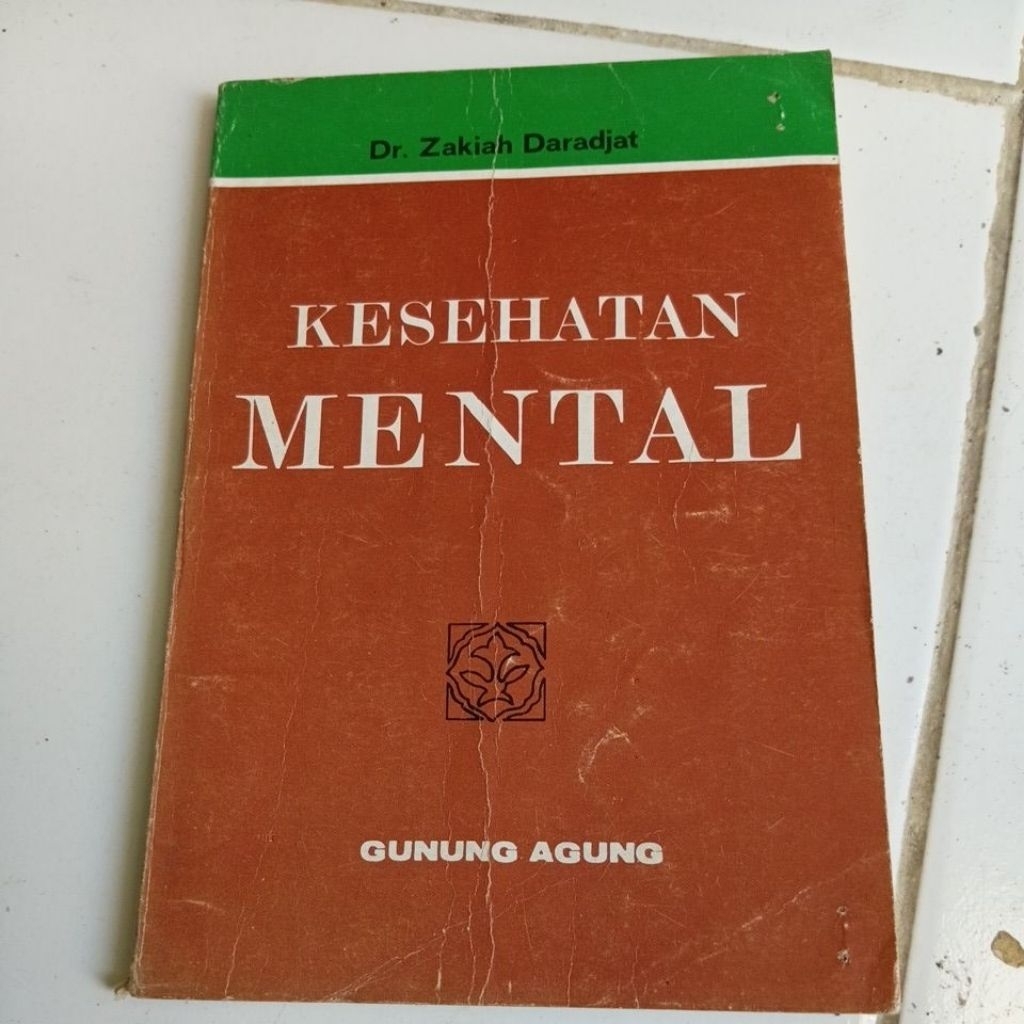 Dr. Zakiah Daradjat
KESEHATAN
MENTAL
GUNUNG AGUNG